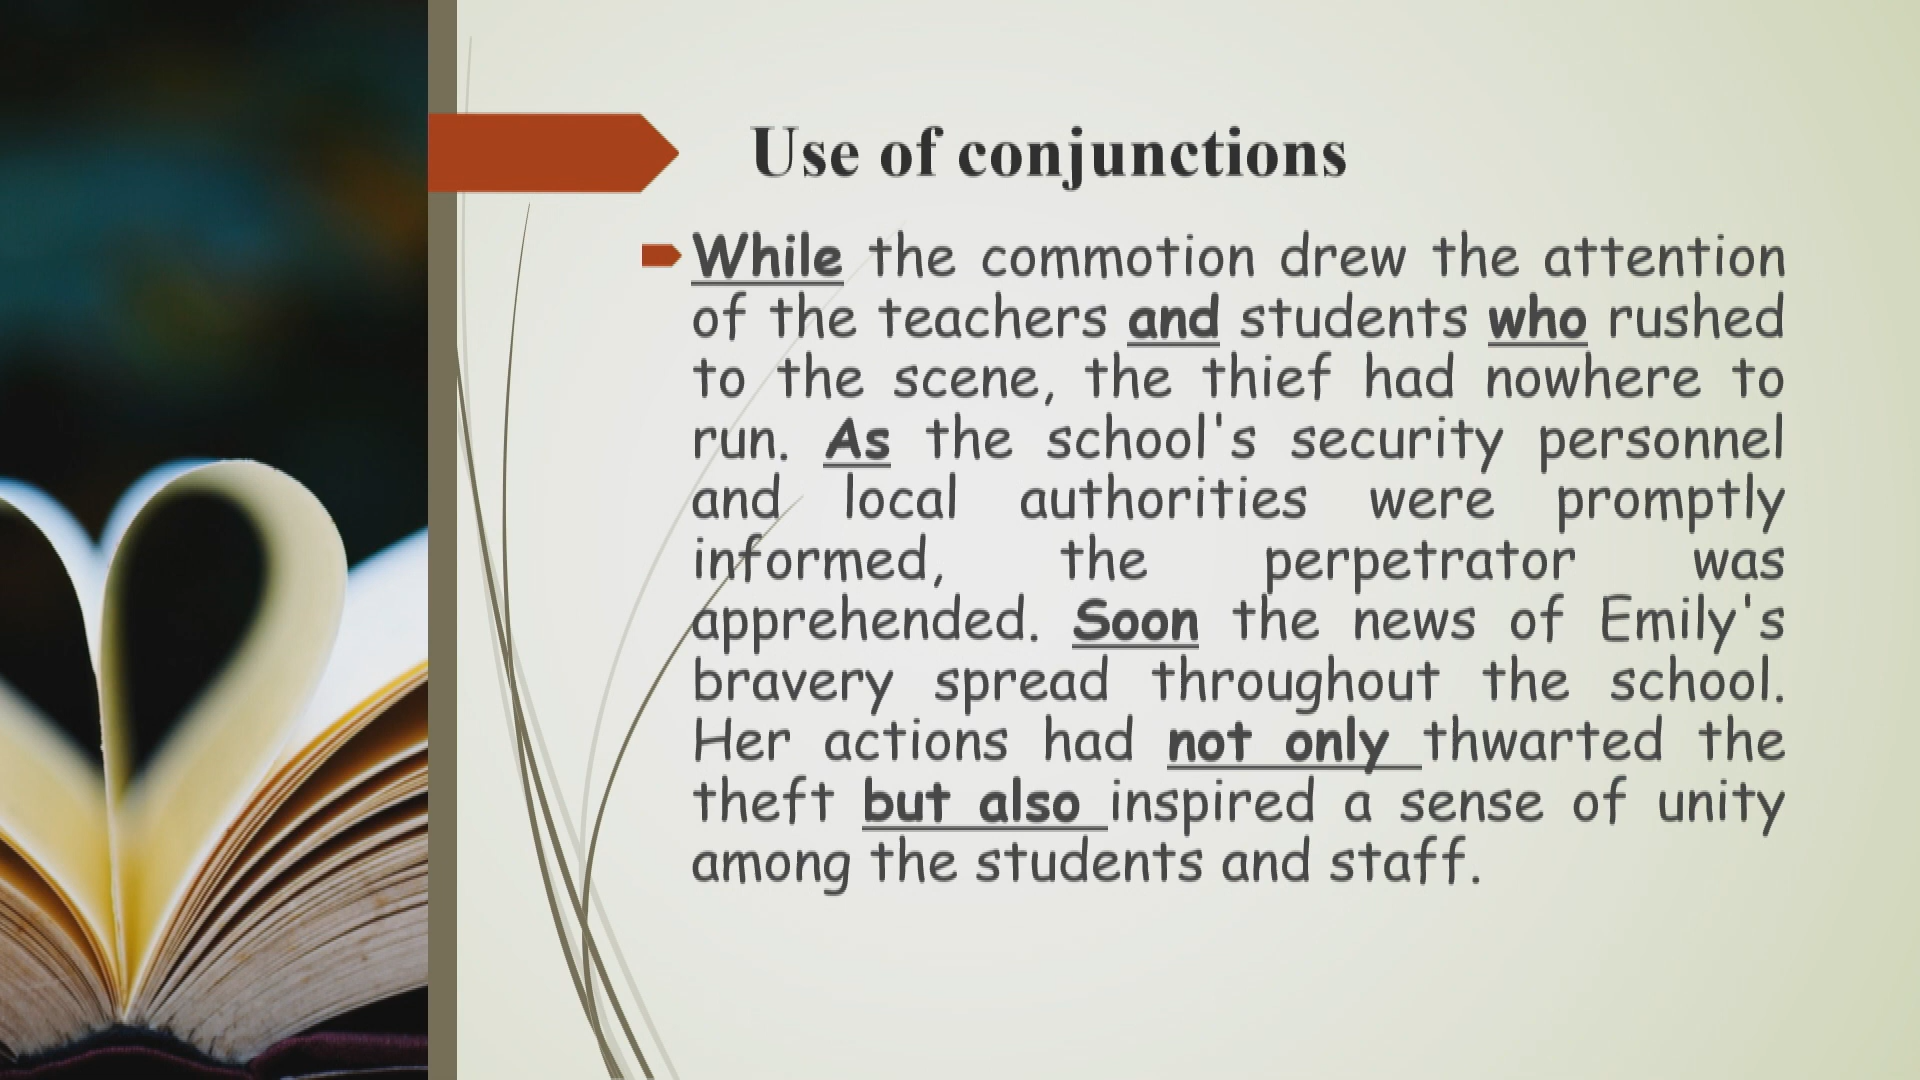 Use of conjunctions
While the commotion drew the attention
of the teachers and students who rushed
to the scene, the thief had nowhere to
run. As the school's security personnel
and local authorities were promptly
informed, the perpetrator was
apprehended. Soon the news of Emily's
bravery spread throughout the school.
Her actions had not only thwarted the
theft but also inspired a sense of unity
among the students and staff.